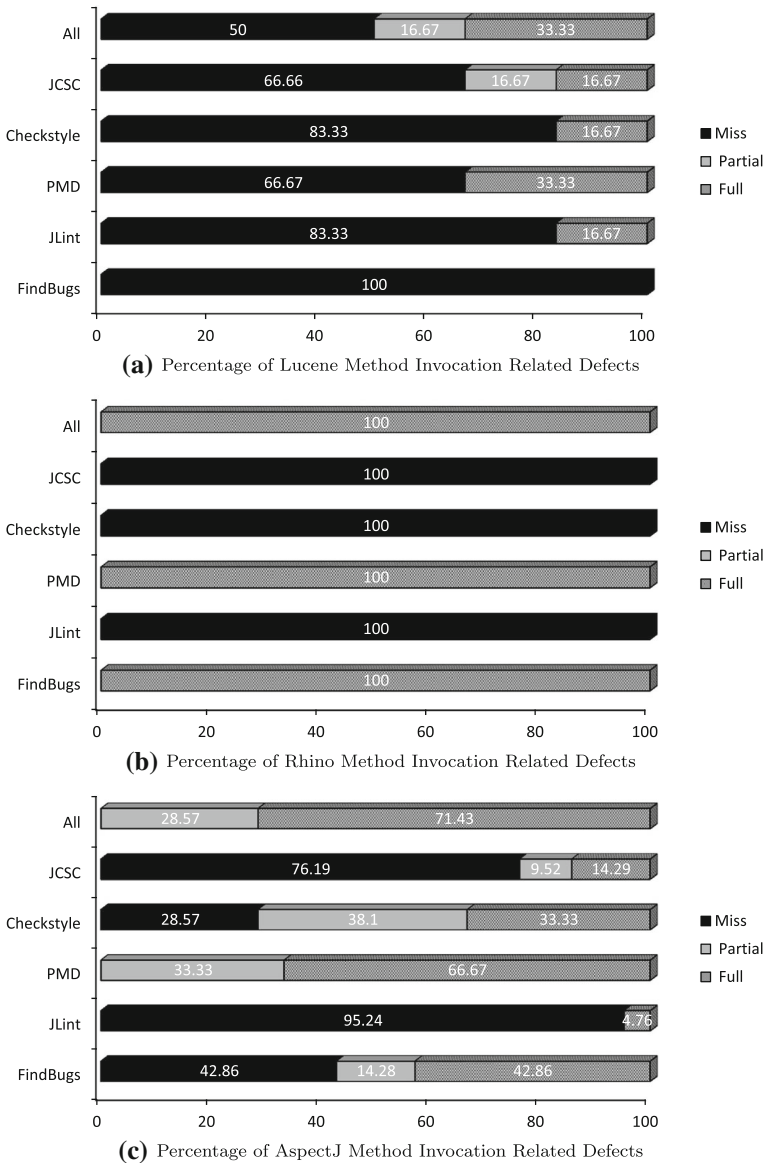 All 50 16.67 33.33
JCSC 66.66 16.67 16.67
Checkstyle 83.33 16.67
PMD 66.67 33.33
JLint 83.33 16.67
FindBugs 100
0 20 40 60 80 100
Miss
Partial
Full
(a) Percentage of Lucene Method Invocation Related Defects
All 100
JCSC 100
Checkstyle 100
PMD 100
JLint 100
FindBugs 100
0 20 40 60 80 100
Miss
Partial
Full
(b) Percentage of Rhino Method Invocation Related Defects
All 28.57 71.43
JCSC 76.19 9.52 14.29
Checkstyle 28.57 38.1 33.33
PMD 33.33 66.67
JLint 95.24 4.76
FindBugs 42.86 14.28 42.86
0 20 40 60 80 100
Miss
Partial
Full
(c) Percentage of AspectJ Method Invocation Related Defects